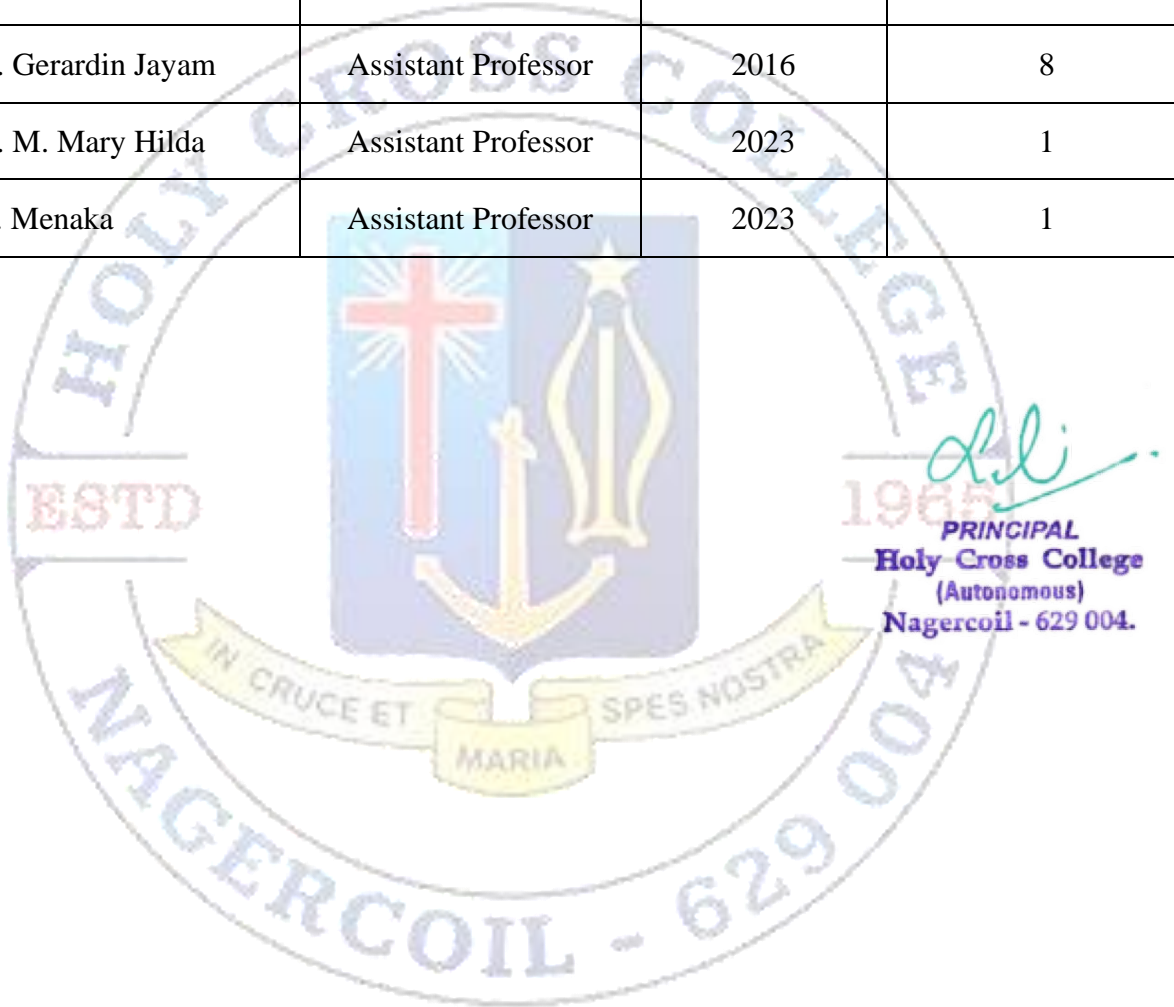 . Gerardin Jayam Assistant Professor 2016 8
. M. Mary Hilda Assistant Professor 2023 1
. Menaka Assistant Professor 2023 1
HOLY CROSS COLLEGE
ESTD 1965
PRINCIPAL
Holy Cross College
(Autonomous)
Nagercoil - 629 004.
IN CRUCE ET MARIA SPES NOSTRA
NAGERCOIL - 629 004